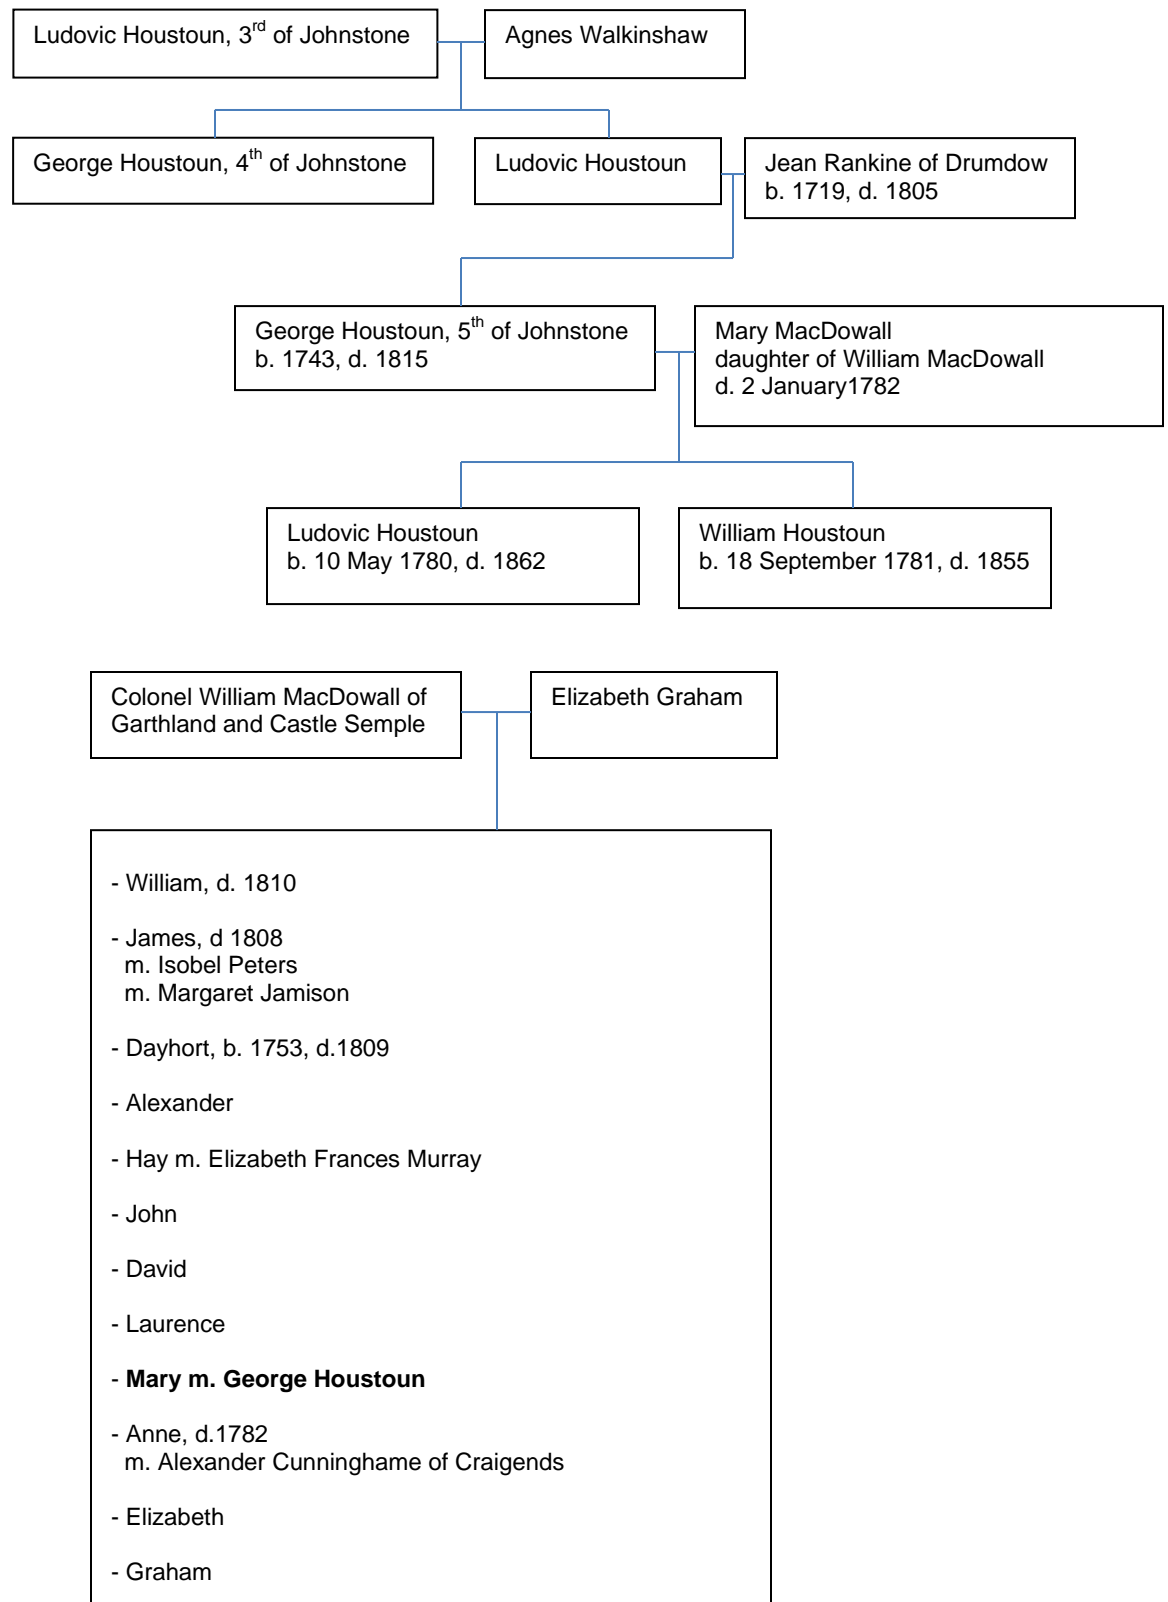 Ludovic Houstoun, 3rd of Johnstone
Agnes Walkinshaw
George Houstoun, 4th of Johnstone
Ludovic Houstoun
Jean Rankine of Drumdow
b. 1719, d. 1805
George Houstoun, 5th of Johnstone
b. 1743, d. 1815
Mary MacDowall
daughter of William MacDowall
d. 2 January1782
Ludovic Houstoun
b. 10 May 1780, d. 1862
William Houstoun
b. 18 September 1781, d. 1855
Colonel William MacDowall of
Garthland and Castle Semple
Elizabeth Graham
- William, d. 1810
- James, d 1808
m. Isobel Peters
m. Margaret Jamison
- Dayhort, b. 1753, d.1809
- Alexander
- Hay m. Elizabeth Frances Murray
- John
- David
- Laurence
- Mary m. George Houstoun
- Anne, d.1782
m. Alexander Cunninghame of Craigends
- Elizabeth
- Graham